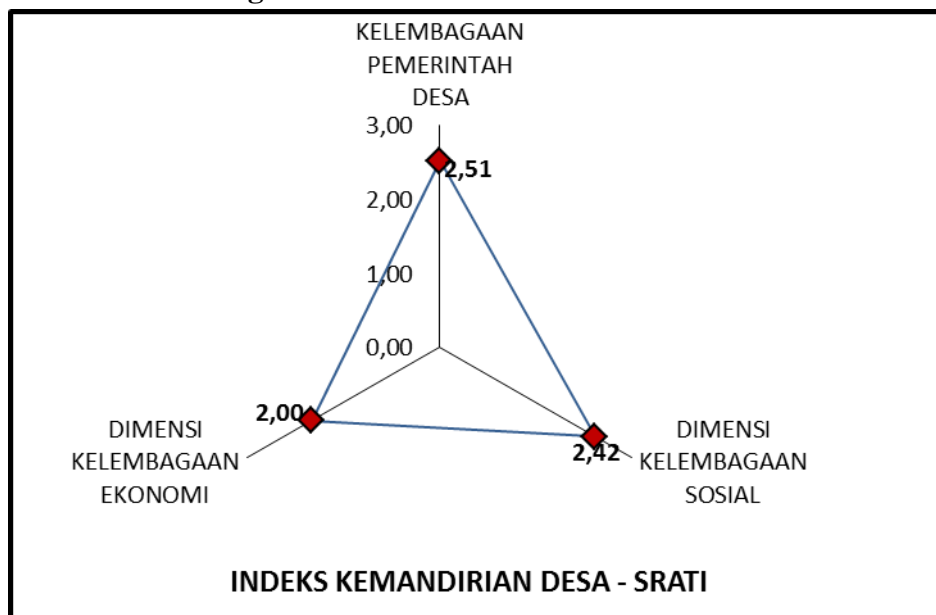 KELEMBAGAAN
PEMERINTAH
DESA
3,00
2,51
2,00
1,00
0,00
2,00
DIMENSI
KELEMBAGAAN
EKONOMI
2,42
DIMENSI
KELEMBAGAAN
SOSIAL
INDEKS KEMANDIRIAN DESA - SRATI